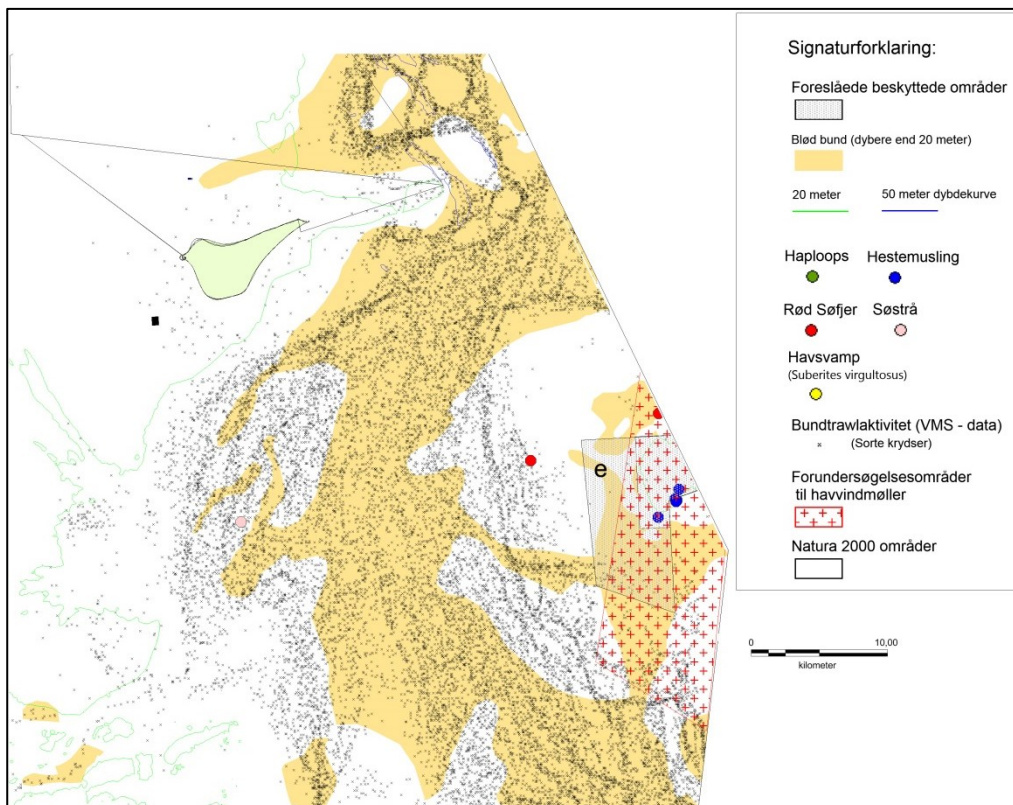 Signaturforklaring:
Foreslåede beskyttede områder
Blød bund (dybere end 20 meter)
20 meter
50 meter dybdekurve
Haploops
Hestemusling
Rød Søfjer
Søstrå
Havsvamp
(Suberites virgultosus)
Bundtrawlaktivitet (VMS - data)
(Sorte krydser)
Forundersøgelsesområder
til havvindmøller
Natura 2000 områder
e
0
10,00
kilometer